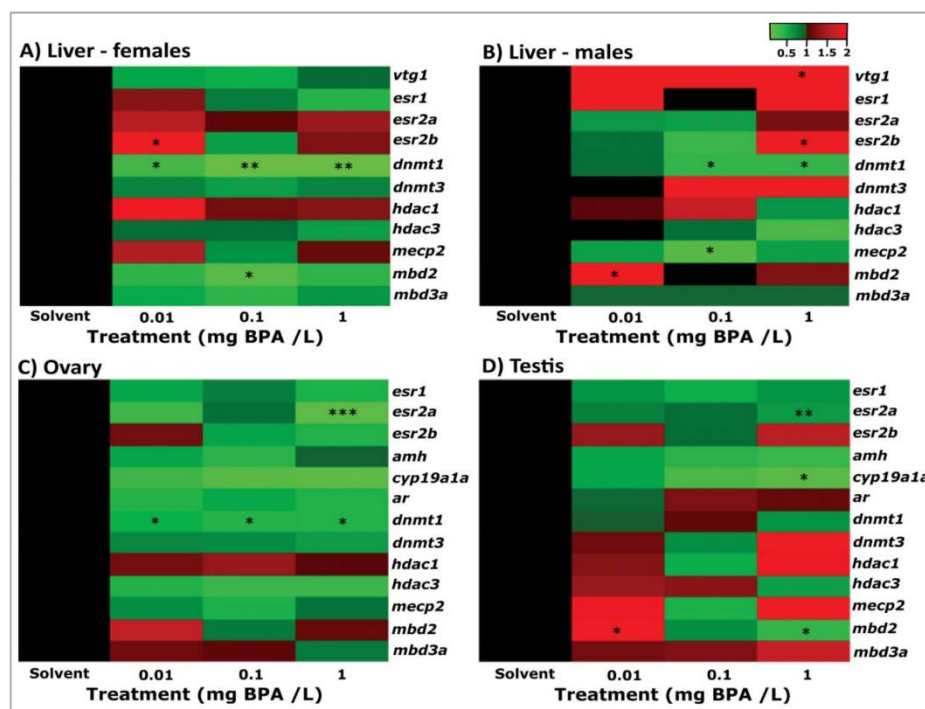 A) Liver - females
vtg1
esr1
esr2a
* esr2b
* ** ** dnmt1
dnmt3
hdac1
hdac3
mecp2
* mbd2
mbd3a
Solvent 0.01 0.1 1
Treatment (mg BPA /L)
B) Liver - males
0.5 1 1.5 2
* vtg1
esr1
esr2a
* esr2b
* * dnmt1
dnmt3
hdac1
hdac3
* mecp2
* mbd2
mbd3a
Solvent 0.01 0.1 1
Treatment (mg BPA /L)
C) Ovary
esr1
*** esr2a
esr2b
amh
cyp19a1a
ar
* * * dnmt1
dnmt3
hdac1
hdac3
mecp2
mbd2
mbd3a
Solvent 0.01 0.1 1
Treatment (mg BPA /L)
D) Testis
esr1
** esr2a
esr2b
amh
* cyp19a1a
ar
dnmt1
dnmt3
hdac1
hdac3
mecp2
* * mbd2
mbd3a
Solvent 0.01 0.1 1
Treatment (mg BPA /L)